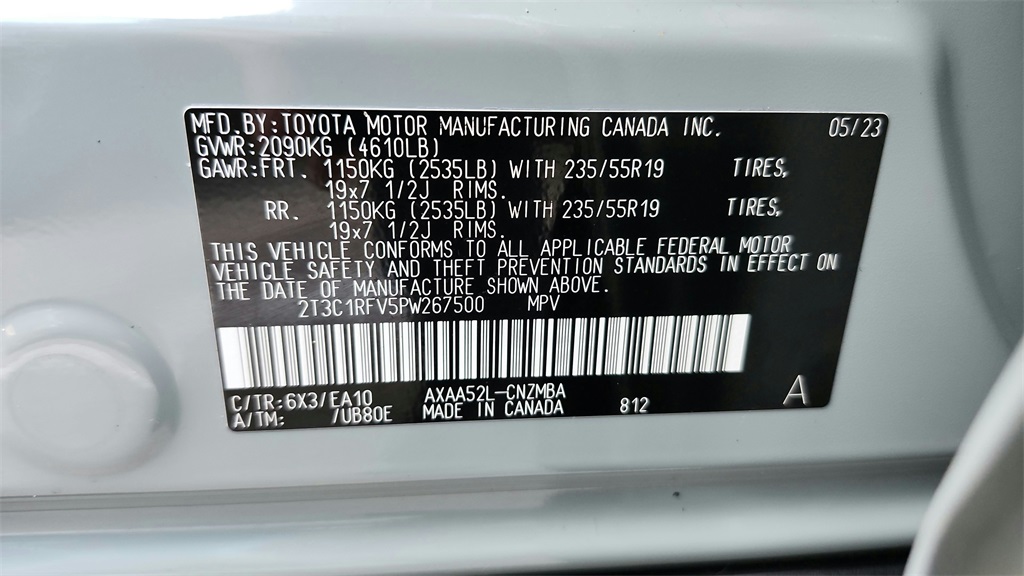 MFD.BY:TOYOTA MOTOR MANUFACTURING CANADA INC. 05/23
GVWR:2090KG (4610LB)
GAWR:FRT. 1150KG (2535LB) WITH 235/55R19 TIRES,
19x7 1/2J RIMS.
RR. 1150KG (2535LB) WITH 235/55R19 TIRES,
19x7 1/2J RIMS.
THIS VEHICLE CONFORMS TO ALL APPLICABLE FEDERAL MOTOR
VEHICLE SAFETY AND THEFT PREVENTION STANDARDS IN EFFECT ON
THE DATE OF MANUFACTURE SHOWN ABOVE.
2T3C1RFV5PW267500 MPV
C/TR:6X3/EA10 AXAA52L-CNZMBA A
A/TM: /UB80E MADE IN CANADA 812